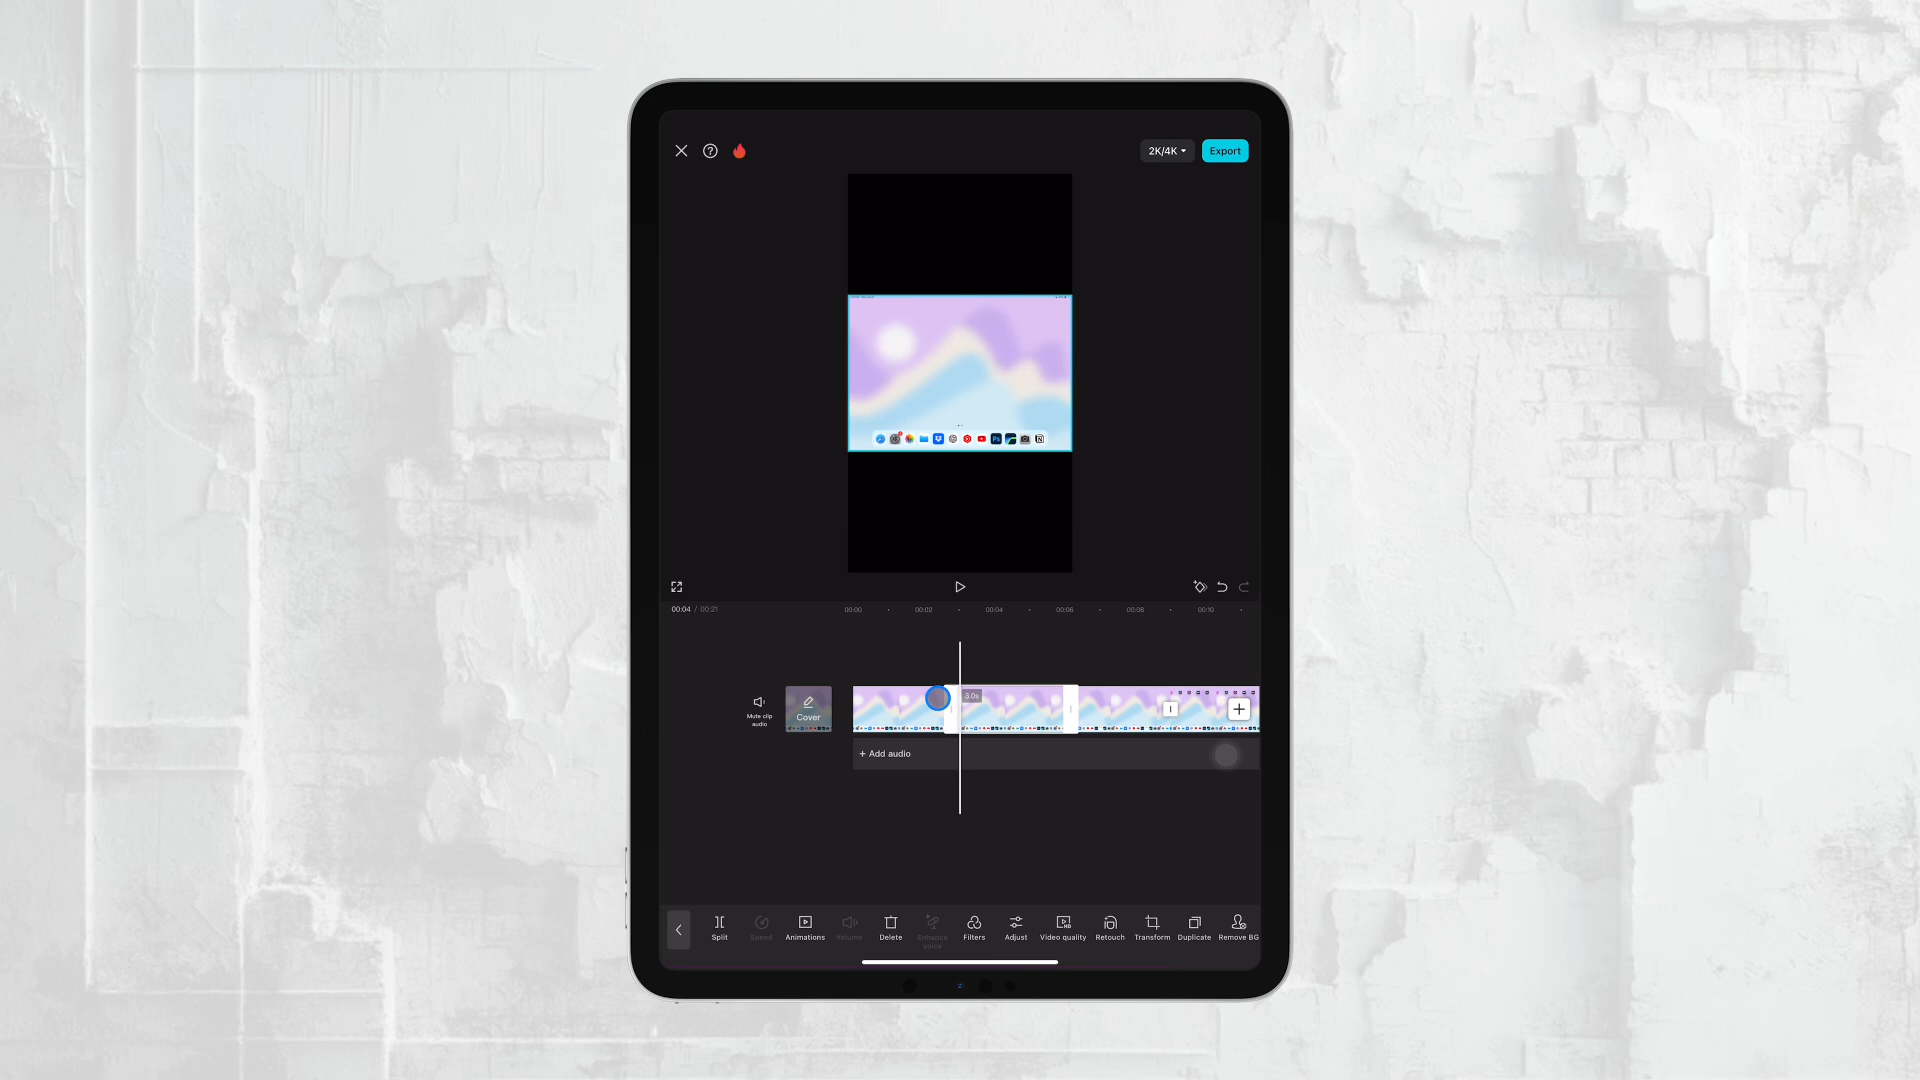 2K/4K
Export
00:04 / 00:21
00:00
00:02
00:04
00:06
00:08
00:10
Mute clip
audio
Cover
3.0s
+ Add audio
Split
Speed
Animations
Volume
Delete
Enhance
voice
Filters
Adjust
Video quality
Retouch
Transform
Duplicate
Remove BG